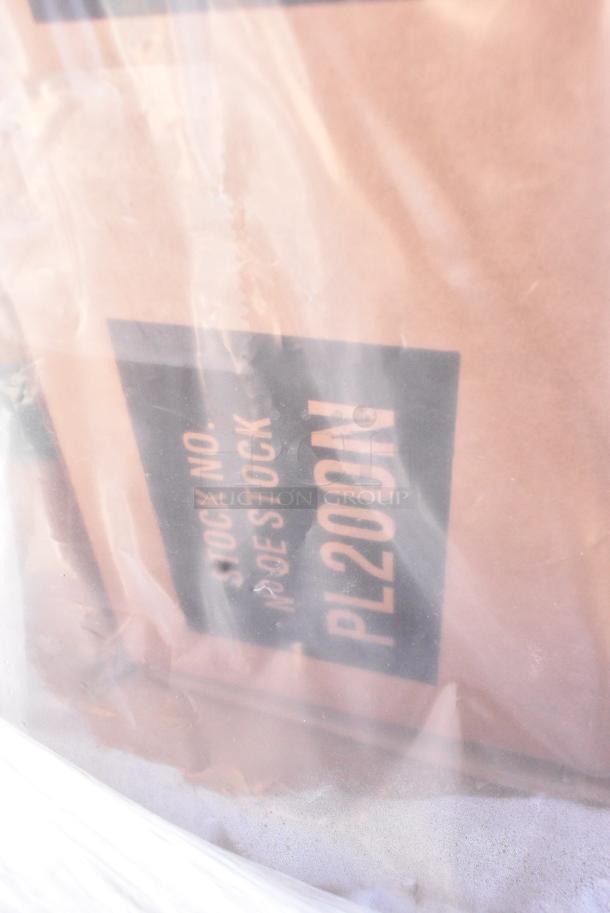 STOCK NO.
NO DE STOCK
PL200N
AUCTION GROUP